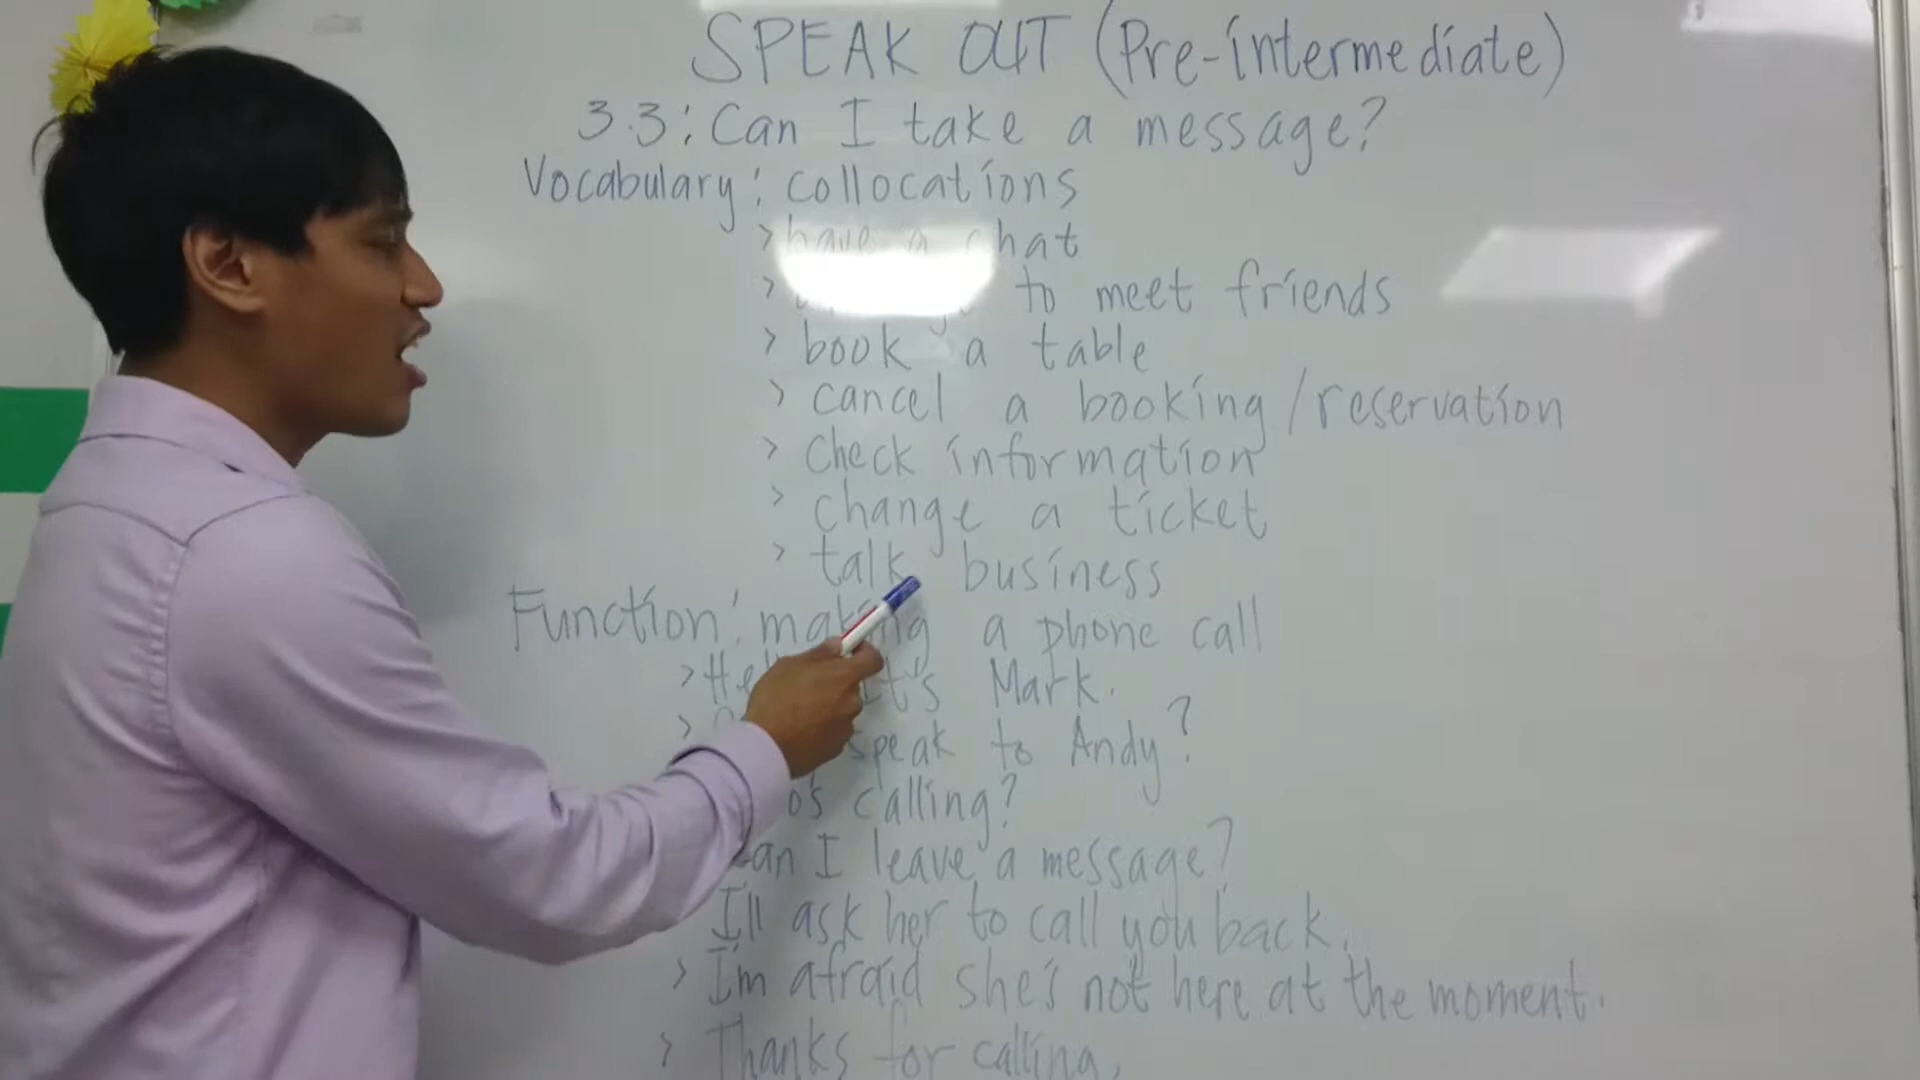 SPEAK OUT (Pre-intermediate)
3.3: Can I take a message?
Vocabulary: collocations
> have a chat
> to meet friends
> book a table
> cancel a booking/reservation
> check information
> change a ticket
> talk business
Function: making a phone call
> It's Mark.
> speak to Andy?
calling?
Can I leave a message?
I'll ask her to call you back.
> I'm afraid she's not here at the moment.
> Thanks for calling.